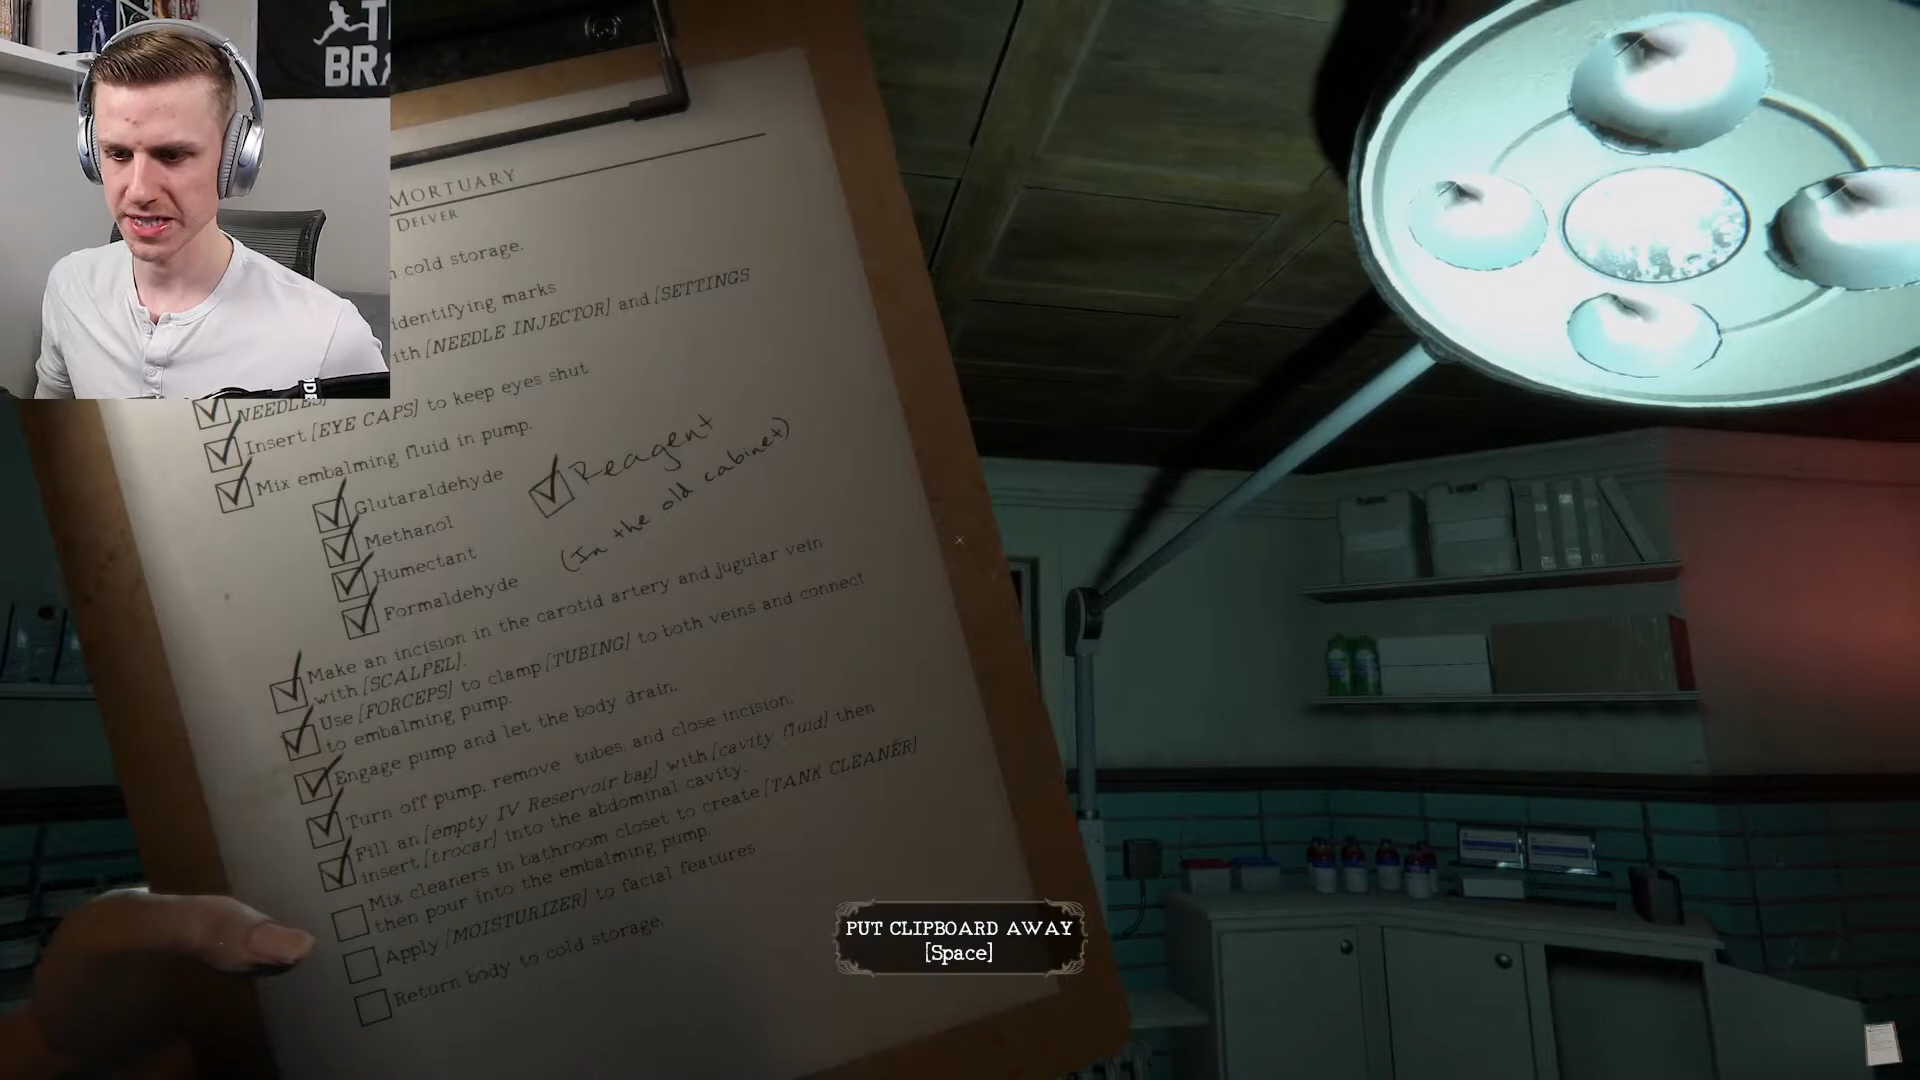 T
BRA
MORTUARY
DELVER
cold storage.
identifying marks
ith [NEEDLE INJECTOR] and [SETTINGS
NEEDLES]
Insert [EYE CAPS] to keep eyes shut
Mix embalming fluid in pump.
Glutaraldehyde
Methanol
Humectant
Formaldehyde
Reagent
(In the old cabinet)
Make an incision in the carotid artery and jugular vein
with [SCALPEL].
Use [FORCEPS] to clamp [TUBING] to both veins and connect
to embalming pump.
Engage pump and let the body drain.
Turn off pump, remove tubes, and close incision.
Fill an [empty IV Reservoir bag] with [cavity fluid] then
insert [trocar] into the abdominal cavity.
Mix cleaners in bathroom closet to create [TANK CLEANER]
then pour into the embalming pump.
Apply [MOISTURIZER] to facial features
Return body to cold storage.
PUT CLIPBOARD AWAY
[Space]